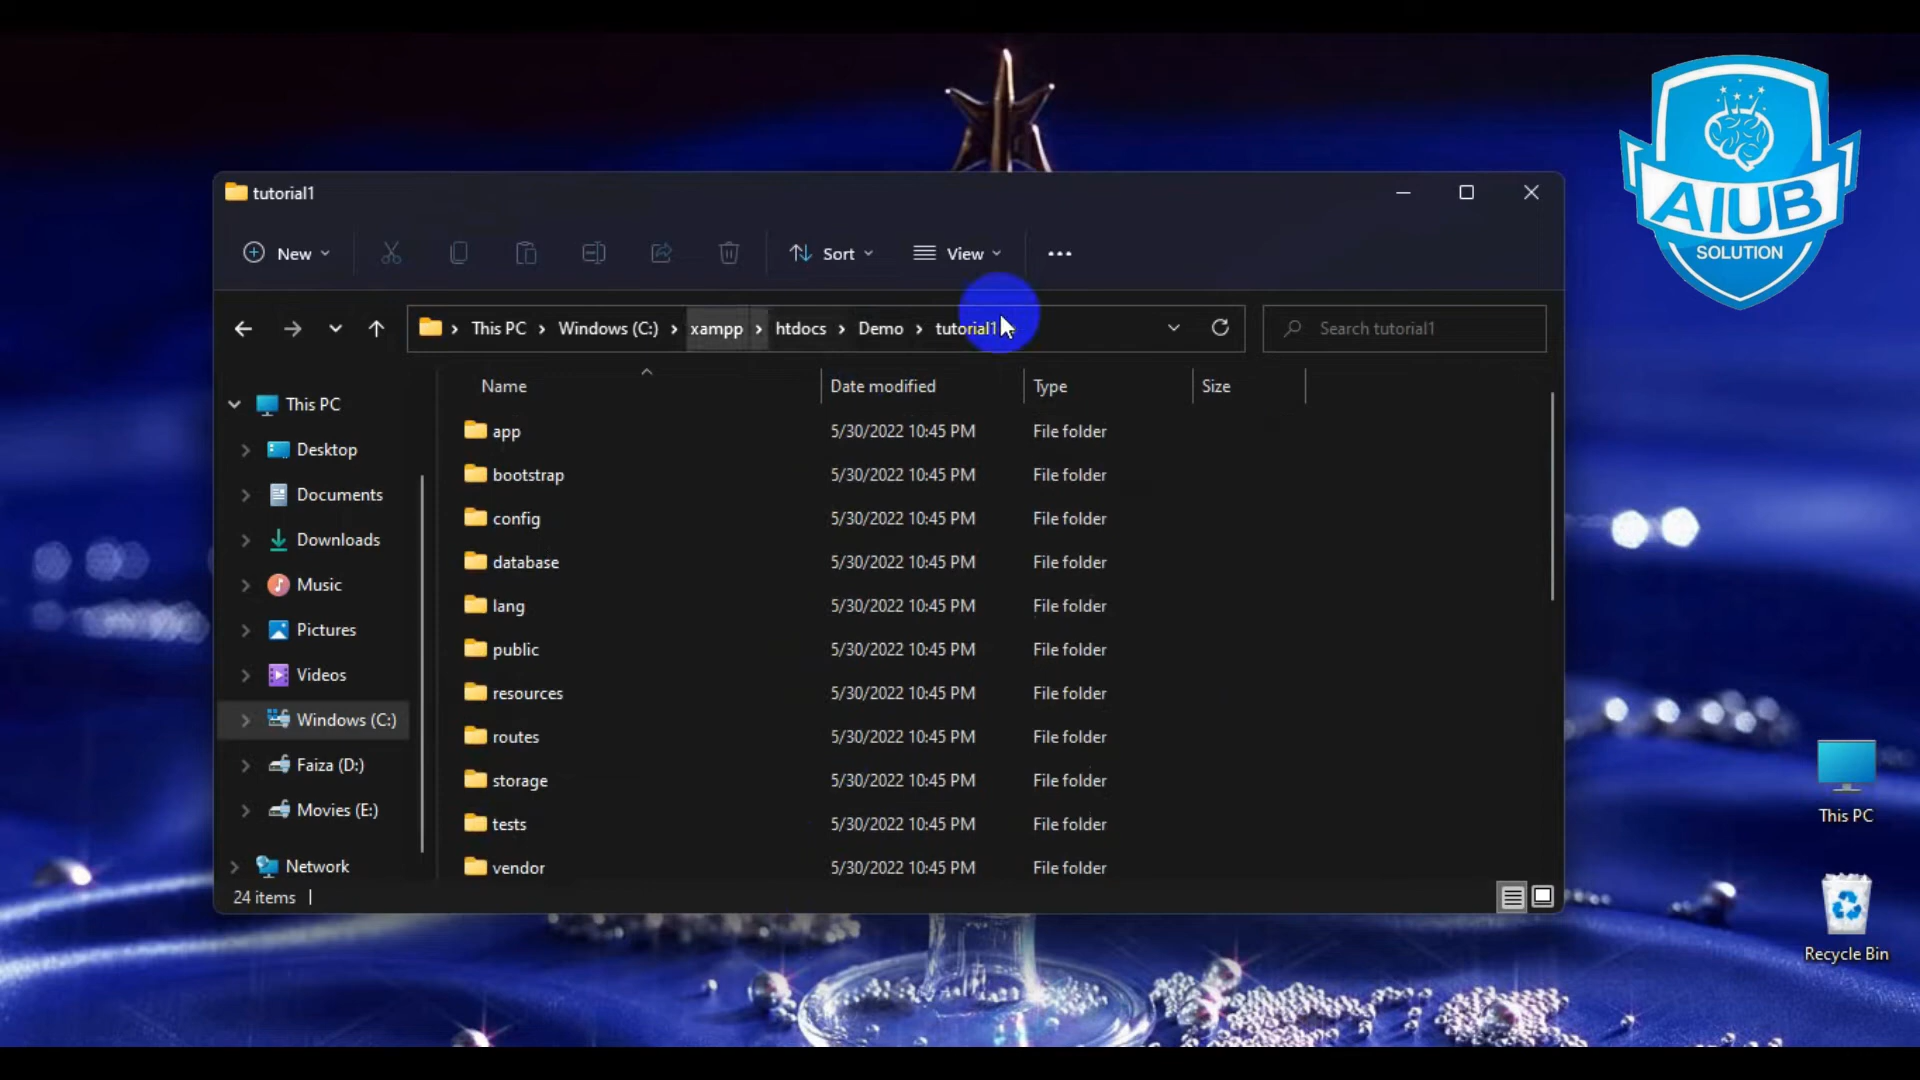 AIUB
SOLUTION
tutorial1
New
Sort
View
This PC
Windows (C:)
xampp
htdocs
Demo
tutorial1
Search tutorial1
Name
Date modified
Type
Size
This PC
Desktop
Documents
Downloads
Music
Pictures
Videos
Windows (C:)
Faiza (D:)
Movies (E:)
Network
app 5/30/2022 10:45 PM File folder
bootstrap 5/30/2022 10:45 PM File folder
config 5/30/2022 10:45 PM File folder
database 5/30/2022 10:45 PM File folder
lang 5/30/2022 10:45 PM File folder
public 5/30/2022 10:45 PM File folder
resources 5/30/2022 10:45 PM File folder
routes 5/30/2022 10:45 PM File folder
storage 5/30/2022 10:45 PM File folder
tests 5/30/2022 10:45 PM File folder
vendor 5/30/2022 10:45 PM File folder
24 items
This PC
Recycle Bin